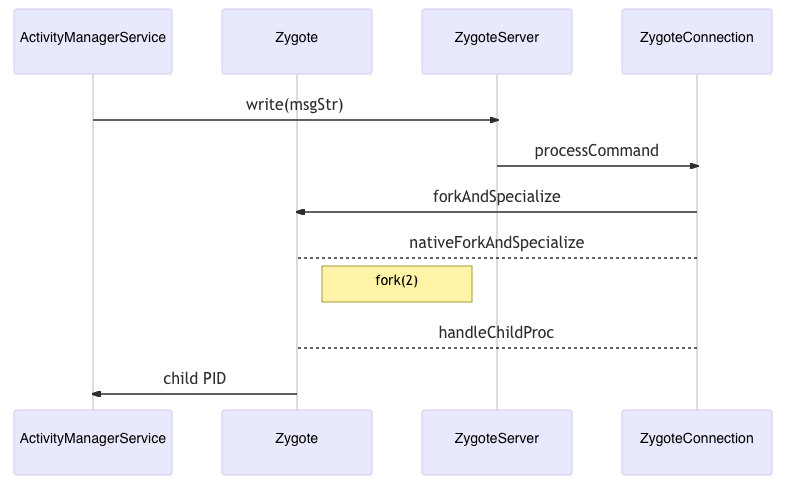 ActivityManagerService
Zygote
ZygoteServer
ZygoteConnection
write(msgStr)
processCommand
forkAndSpecialize
nativeForkAndSpecialize
fork(2)
handleChildProc
child PID
ActivityManagerService
Zygote
ZygoteServer
ZygoteConnection